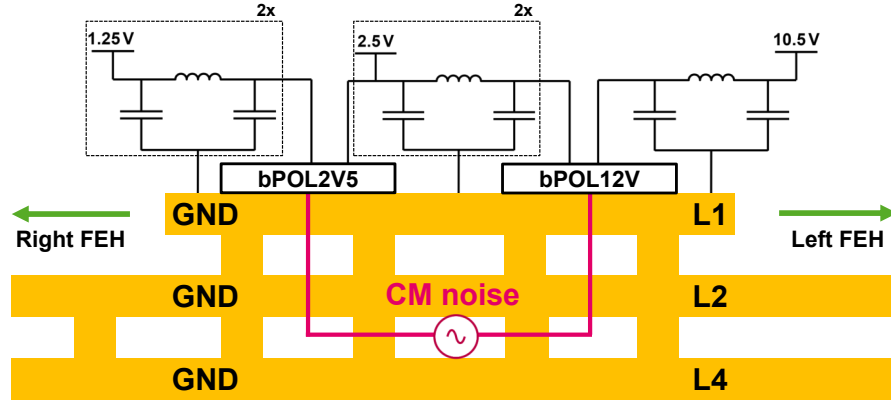 2x
2x
1.25 V
2.5 V
10.5 V
bPOL2V5
bPOL12V
GND
L1
Right FEH
Left FEH
GND
CM noise
L2
GND
L4